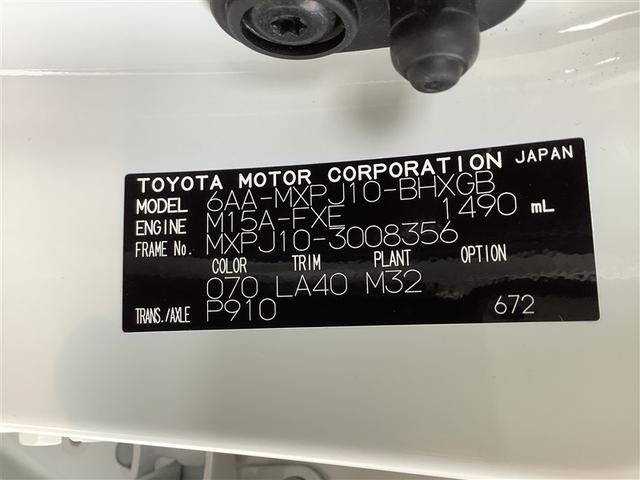 TOYOTA MOTOR CORPORATION JAPAN
MODEL 6AA-MXPJ10-BHXGB
ENGINE M15A-FXE 1490 mL
FRAME No. MXPJ10-3008356
COLOR TRIM PLANT OPTION
070 LA40 M32
TRANS./AXLE P910 672